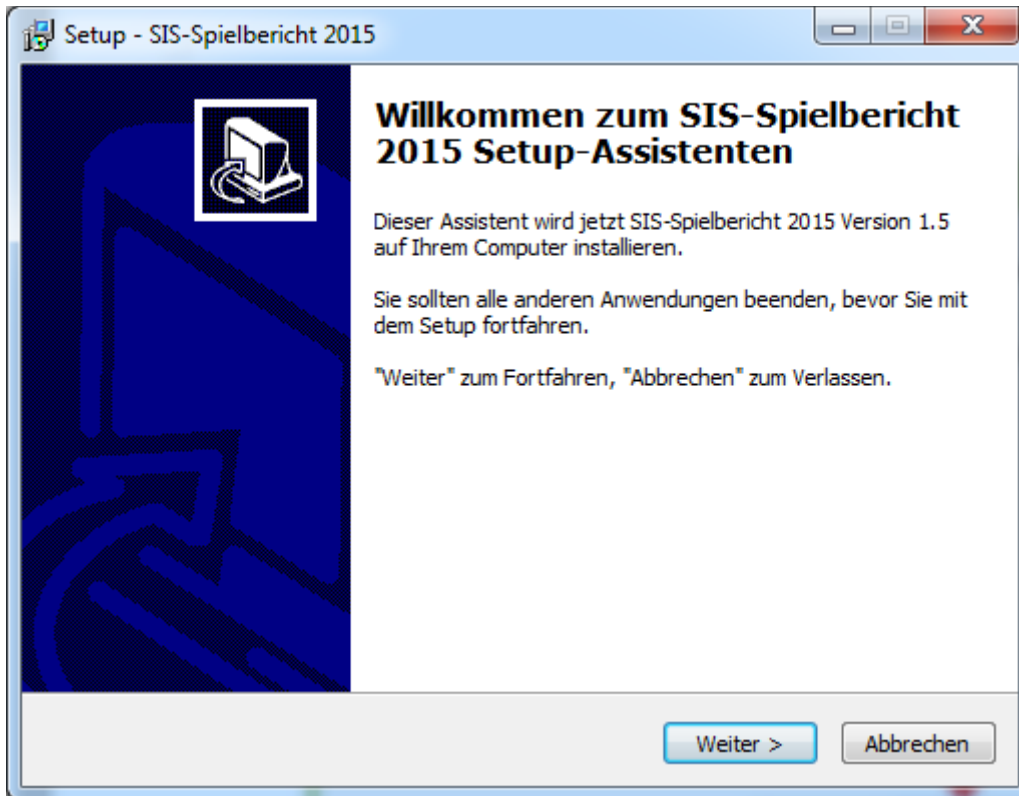 Setup - SIS-Spielbericht 2015
Willkommen zum SIS-Spielbericht
2015 Setup-Assistenten
Dieser Assistent wird jetzt SIS-Spielbericht 2015 Version 1.5
auf Ihrem Computer installieren.
Sie sollten alle anderen Anwendungen beenden, bevor Sie mit
dem Setup fortfahren.
"Weiter" zum Fortfahren, "Abbrechen" zum Verlassen.
Weiter >
Abbrechen